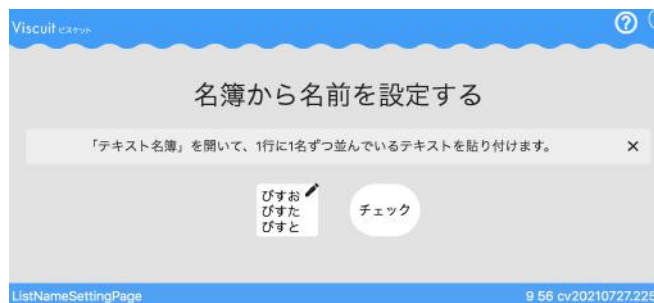 Viscuit ビスケット
?
名簿から名前を設定する
「テキスト名簿」を開いて、1行に1名ずつ並んでいるテキストを貼り付けます。 ×
びすお
びすた
びすと
チェック
ListNameSettingPage 9 56 cv20210727.225